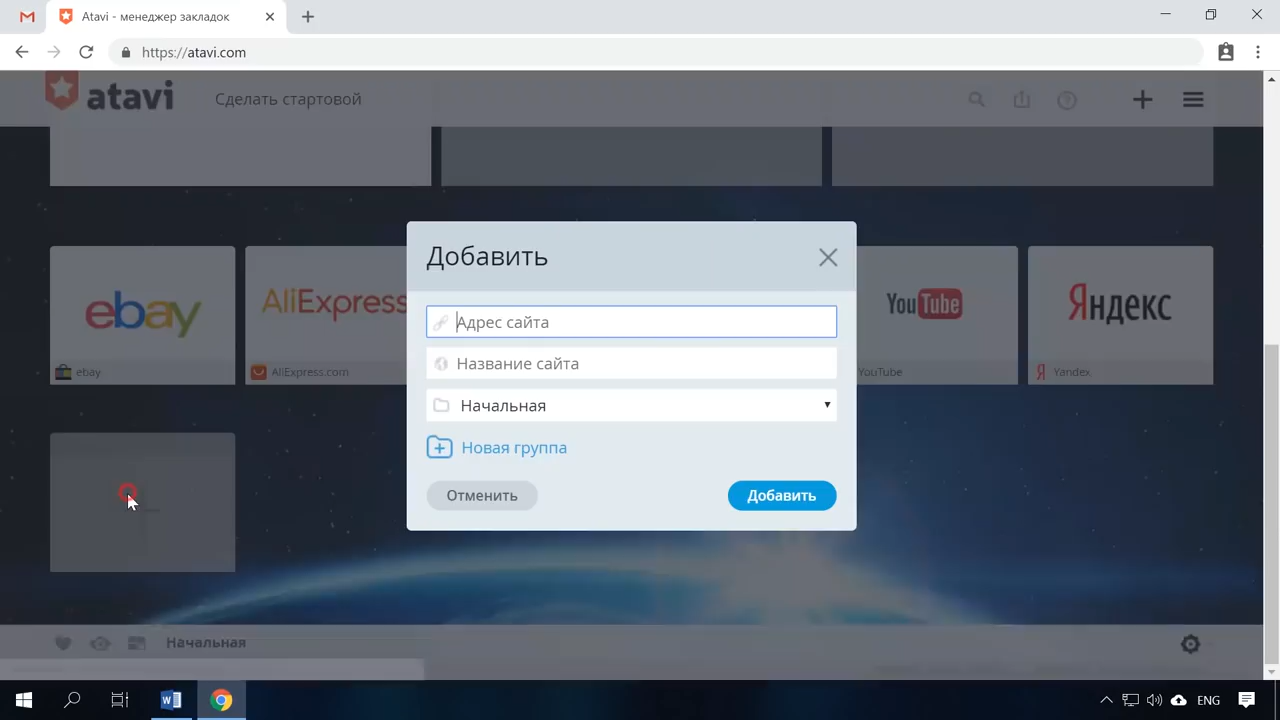 Atavi - менеджер закладок
https://atavi.com
atavi
Сделать стартовой
Добавить
Адрес сайта
Название сайта
Начальная
Новая группа
Отменить
Добавить
ebay
AliExpress
YouTube
Яндекс
ebay
AliExpress.com
YouTube
Yandex
Начальная
ENG